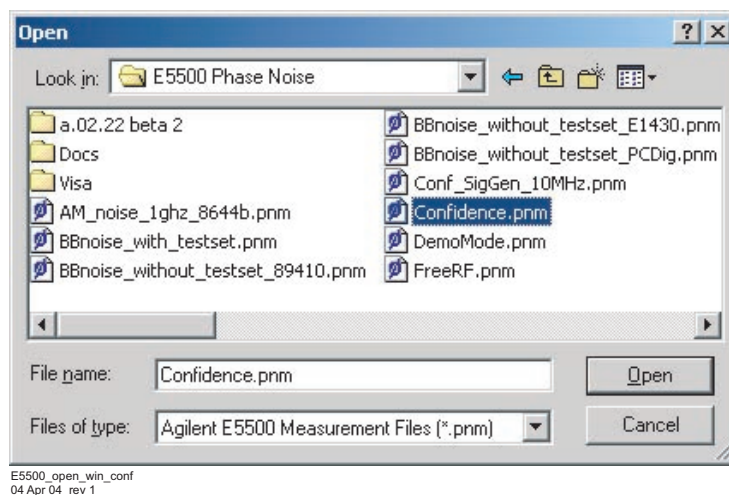 Open
Look in: E5500 Phase Noise
a.02.22 beta 2
Docs
Visa
AM_noise_1ghz_8644b.pnm
BBnoise_with_testset.pnm
BBnoise_without_testset_89410.pnm
BBnoise_without_testset_E1430.pnm
BBnoise_without_testset_PCDig.pnm
Conf_SigGen_10MHz.pnm
Confidence.pnm
DemoMode.pnm
FreeRF.pnm
File name: Confidence.pnm Open
Files of type: Agilent E5500 Measurement Files (*.pnm) Cancel
E5500_open_win_conf
04 Apr 04 rev 1